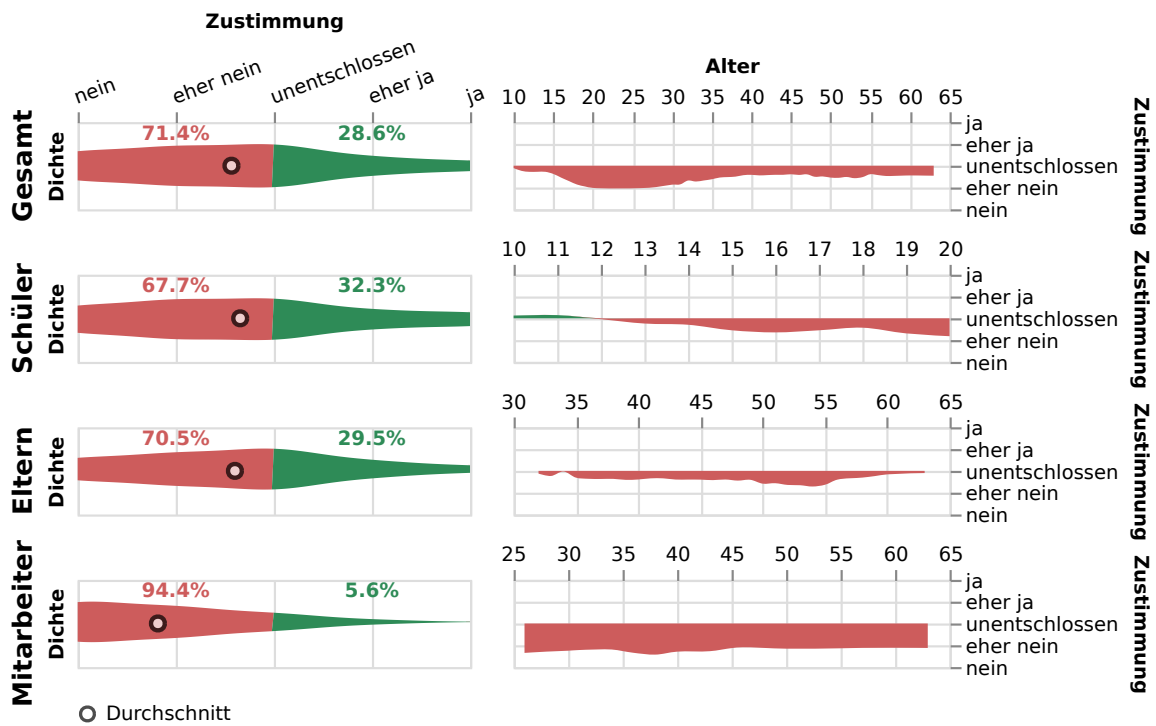 Zustimmung
nein
eher nein
unentschlossen
eher ja
ja
Alter
10 15 20 25 30 35 40 45 50 55 60 65
Gesamt
Dichte
71.4%
28.6%
ja
eher ja
unentschlossen
eher nein
nein
Zustimmung
10 11 12 13 14 15 16 17 18 19 20
Schüler
Dichte
67.7%
32.3%
ja
eher ja
unentschlossen
eher nein
nein
Zustimmung
30 35 40 45 50 55 60 65
Eltern
Dichte
70.5%
29.5%
ja
eher ja
unentschlossen
eher nein
nein
Zustimmung
25 30 35 40 45 50 55 60 65
Mitarbeiter
Dichte
94.4%
5.6%
ja
eher ja
unentschlossen
eher nein
nein
Zustimmung
Durchschnitt